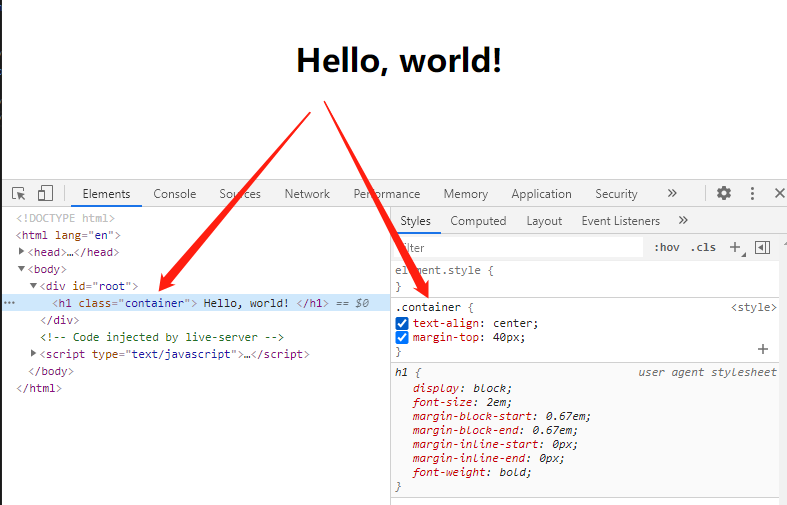 Hello, world!
Elements Console Sources Network Performance Memory Application Security »
<!DOCTYPE html>
<html lang="en">
<head>…</head>
<body>
<div id="root">
<h1 class="container"> Hello, world! </h1> == $0
</div>
<!-- Code injected by live-server -->
<script type="text/javascript">…</script>
</body>
</html>
Styles Computed Layout Event Listeners »
Filter :hov .cls +
element.style {
}
.container { <style>
text-align: center;
margin-top: 40px;
}
h1 { user agent stylesheet
display: block;
font-size: 2em;
margin-block-start: 0.67em;
margin-block-end: 0.67em;
margin-inline-start: 0px;
margin-inline-end: 0px;
font-weight: bold;
}